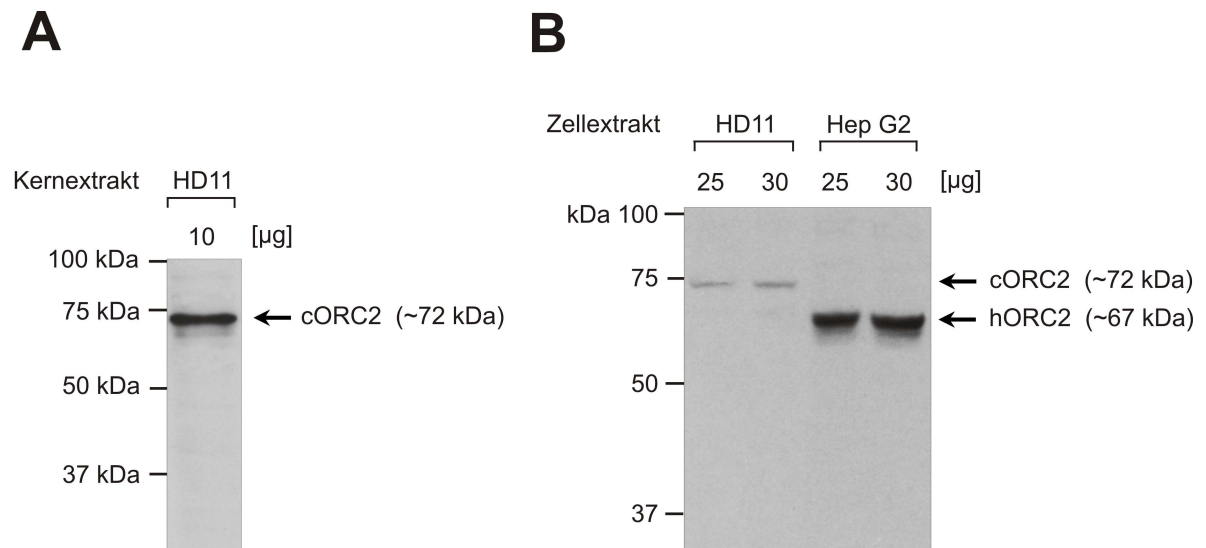 A
Kernextrakt HD11
10 [µg]
100 kDa
75 kDa
cORC2 (~72 kDa)
50 kDa
37 kDa
B
Zellextrakt HD11 Hep G2
25 30 25 30 [µg]
kDa 100
75
cORC2 (~72 kDa)
hORC2 (~67 kDa)
50
37